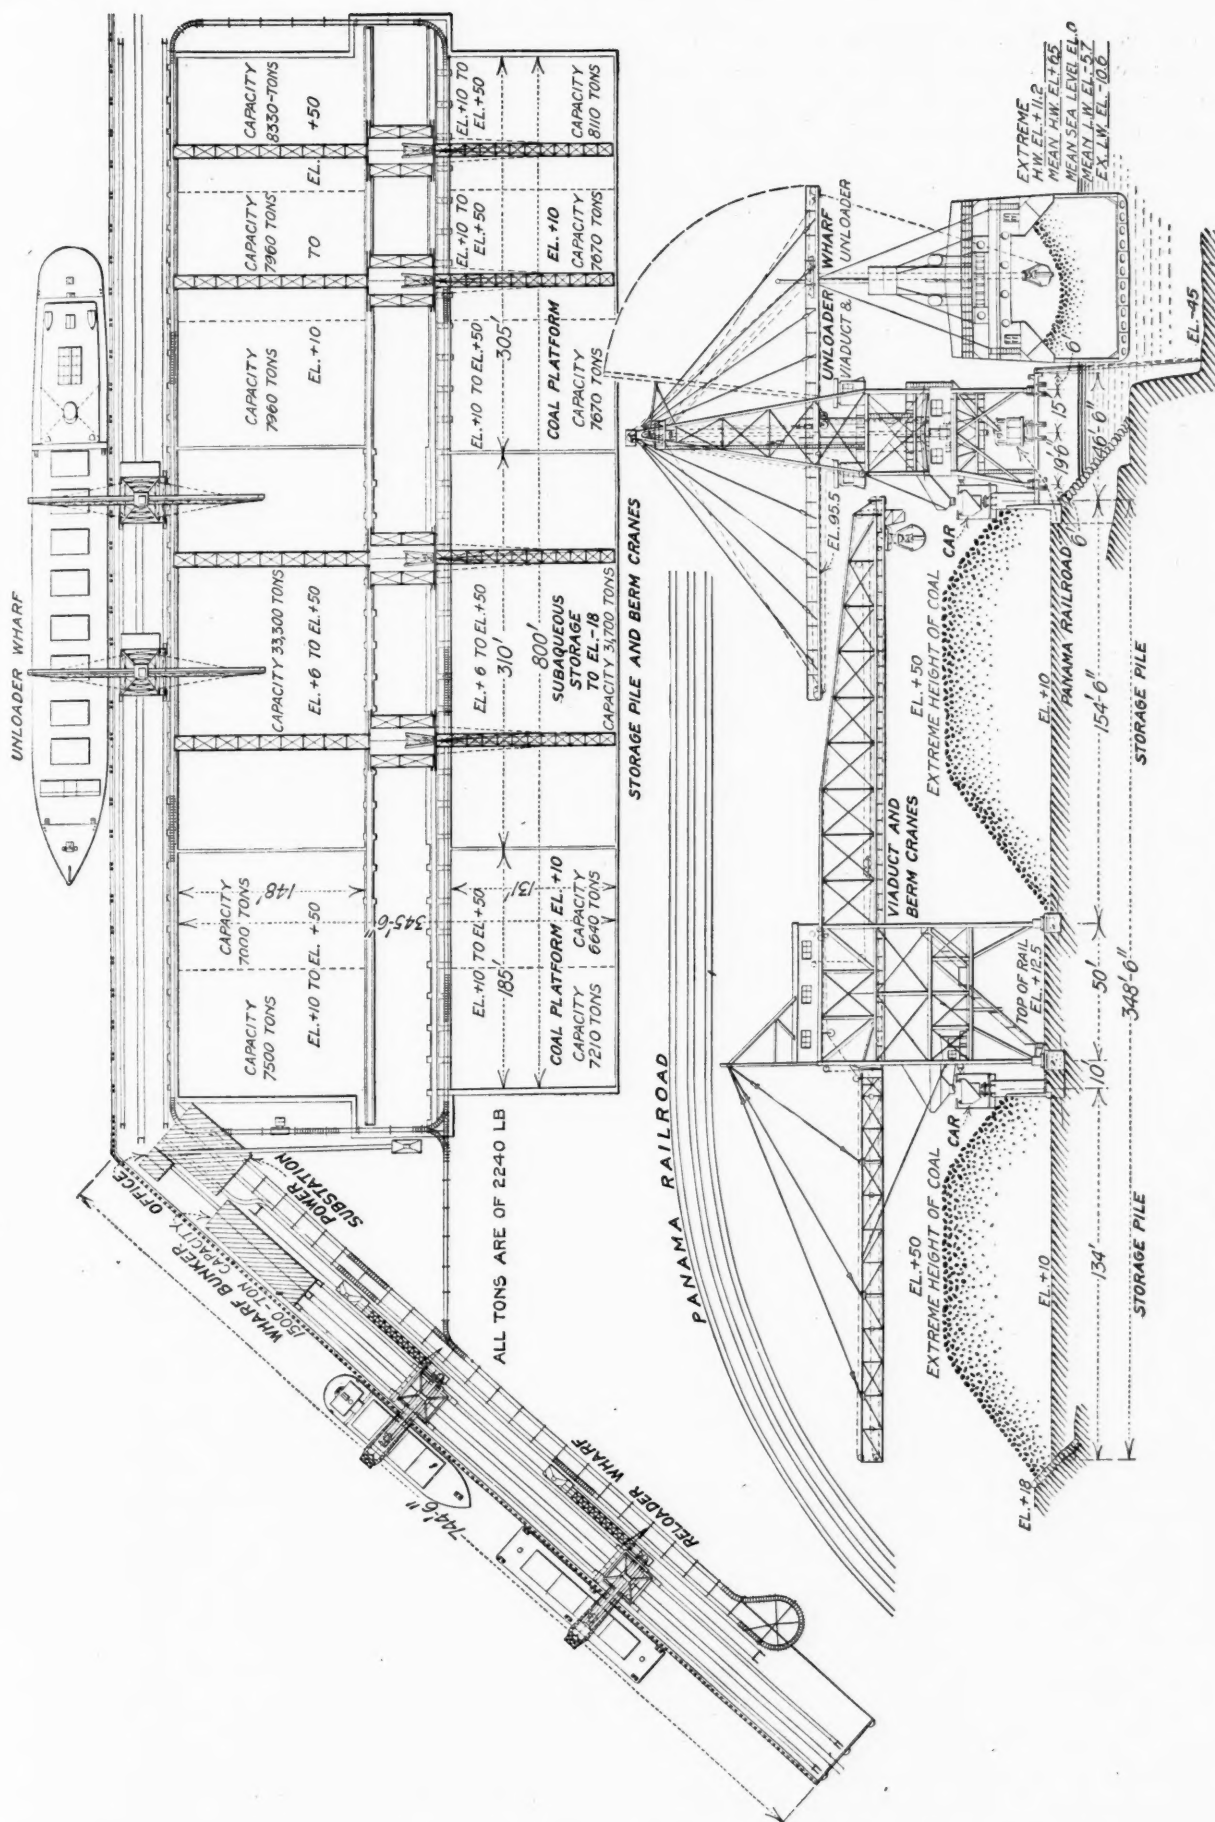 UNLOADER WHARF
CAPACITY
8330-TONS
EL. +10 TO EL. +50
CAPACITY
7960 TONS
CAPACITY
7960 TONS
CAPACITY 33,300 TONS
EL.+6 TO EL.+50
CAPACITY
7000 TONS
CAPACITY
7500 TONS
EL.+10 TO EL. +50
148'
345'-6"
131'
EL.+10 TO
EL.+50
CAPACITY
8110 TONS
EL.+10 TO
EL.+50
CAPACITY
7670 TONS
EL.+10 TO EL.+50
305'
COAL PLATFORM EL.+10
CAPACITY
7670 TONS
EL.+6 TO EL.+50
310'
800'
SUBAQUEOUS
STORAGE
TO EL.-18
CAPACITY 31,700 TONS
EL.+10 TO EL.+50
185'
COAL PLATFORM EL.+10
CAPACITY
6640 TONS
CAPACITY
7210 TONS
STORAGE PILE AND BERM CRANES
OFFICE
WHARF BUNKER
1500-TON CAPACITY
POWER
SUBSTATION
744'-6"
RELOADER WHARF
ALL TONS ARE OF 2240 LB
PANAMA RAILROAD
EXTREME
H.W. EL.+11.2
MEAN H.W. EL.+6.5
MEAN SEA LEVEL EL.0
MEAN L.W. EL.-5.7
EX. L.W. EL.-10.6
UNLOADER WHARF
VIADUCT & UNLOADER
EL.95.5
CAR
EL.+50
EXTREME HEIGHT OF COAL
EL.+10
PANAMA RAILROAD
6'
19'6"
15'
6'
46'-6"
EL.-45
154'-6"
STORAGE PILE
VIADUCT AND
BERM CRANES
TOP OF RAIL
EL.+12.5
50'
10'
348'-6"
CAR
EL.+50
EXTREME HEIGHT OF COAL
EL.+10
134'
STORAGE PILE
EL.+18